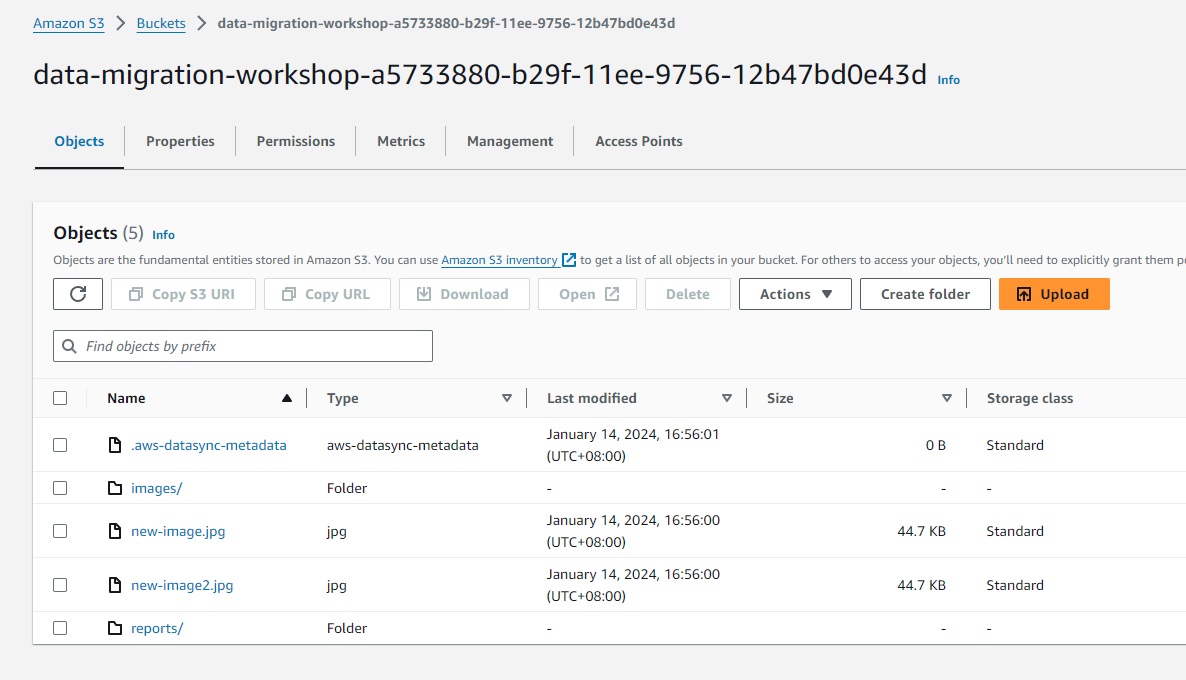 Amazon S3 > Buckets > data-migration-workshop-a5733880-b29f-11ee-9756-12b47bd0e43d
data-migration-workshop-a5733880-b29f-11ee-9756-12b47bd0e43d Info
Objects Properties Permissions Metrics Management Access Points
Objects (5) Info
Objects are the fundamental entities stored in Amazon S3. You can use Amazon S3 inventory to get a list of all objects in your bucket. For others to access your objects, you'll need to explicitly grant them
Copy S3 URI Copy URL Download Open Delete Actions Create folder Upload
Find objects by prefix
Name Type Last modified Size Storage class
.aws-datasync-metadata aws-datasync-metadata January 14, 2024, 16:56:01 (UTC+08:00) 0 B Standard
images/ Folder - - -
new-image.jpg jpg January 14, 2024, 16:56:00 (UTC+08:00) 44.7 KB Standard
new-image2.jpg jpg January 14, 2024, 16:56:00 (UTC+08:00) 44.7 KB Standard
reports/ Folder - - -